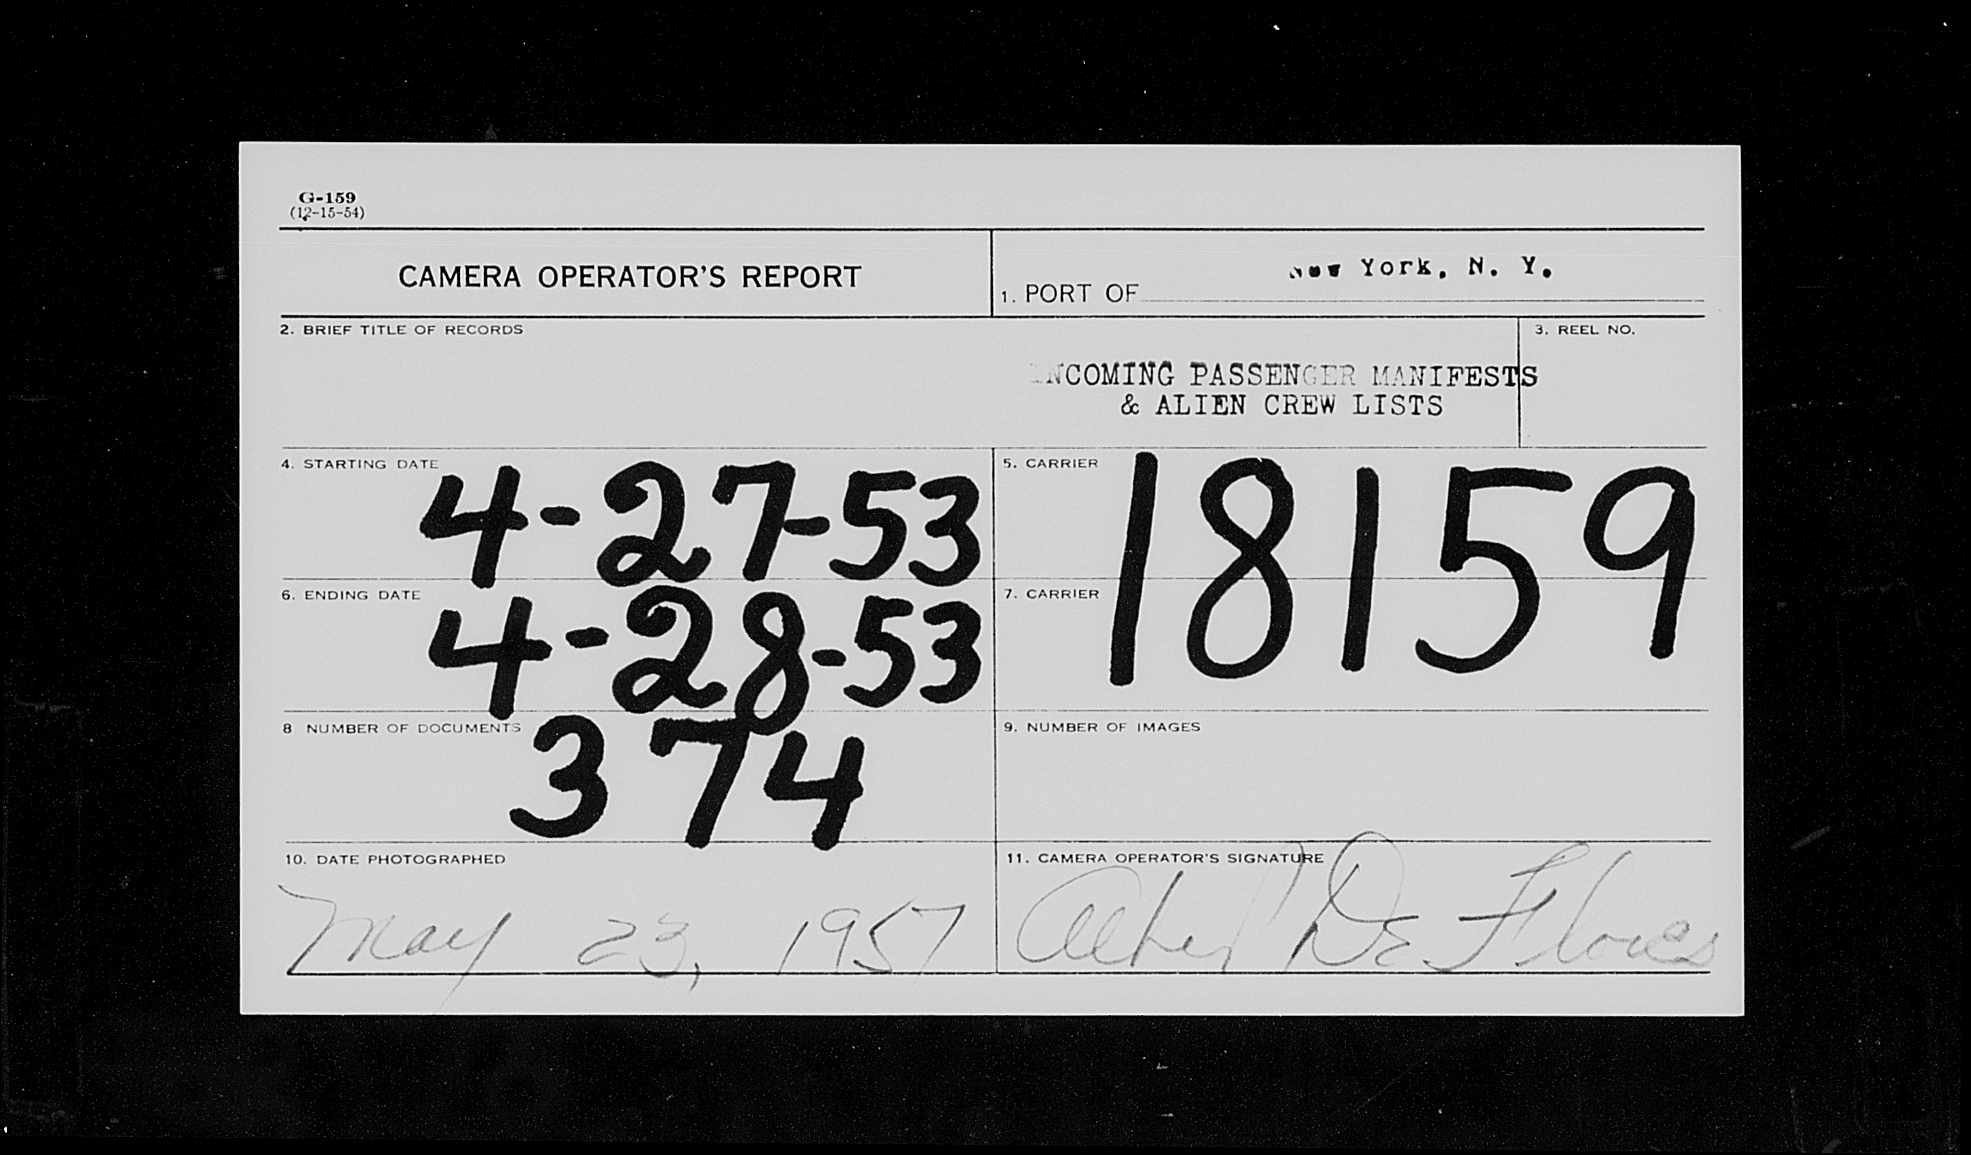 G-159
(12-15-54)
CAMERA OPERATOR'S REPORT
1. PORT OF New York, N. Y.
2. BRIEF TITLE OF RECORDS
INCOMING PASSENGER MANIFESTS
& ALIEN CREW LISTS
3. REEL NO.
4. STARTING DATE 4-27-53
5. CARRIER 18159
6. ENDING DATE 4-28-53
7. CARRIER
8 NUMBER OF DOCUMENTS 374
9. NUMBER OF IMAGES
10. DATE PHOTOGRAPHED
May 23, 1957
11. CAMERA OPERATOR'S SIGNATURE
De